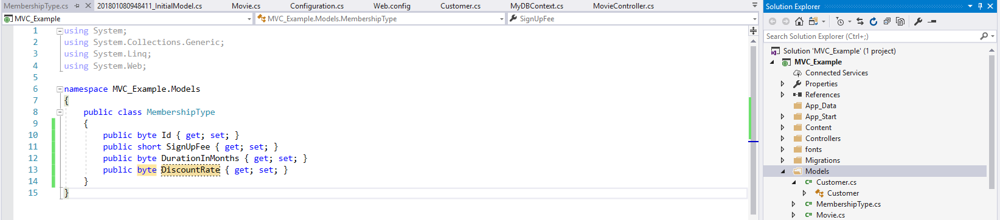 MembershipType.cs
201801080948411_InitialModel.cs
Movie.cs
Configuration.cs
Web.config
Customer.cs
MyDBContext.cs
MovieController.cs
MVC_Example
MVC_Example.Models.MembershipType
SignUpFee
1 using System;
2 using System.Collections.Generic;
3 using System.Linq;
4 using System.Web;
5
6 namespace MVC_Example.Models
7 {
8 public class MembershipType
9 {
10 public byte Id { get; set; }
11 public short SignUpFee { get; set; }
12 public byte DurationInMonths { get; set; }
13 public byte DiscountRate { get; set; }
14 }
15 }
Solution Explorer
Search Solution Explorer (Ctrl+;)
Solution 'MVC_Example' (1 project)
MVC_Example
Connected Services
Properties
References
App_Data
App_Start
Content
Controllers
fonts
Migrations
Models
C# Customer.cs
Customer
C# MembershipType.cs
C# Movie.cs